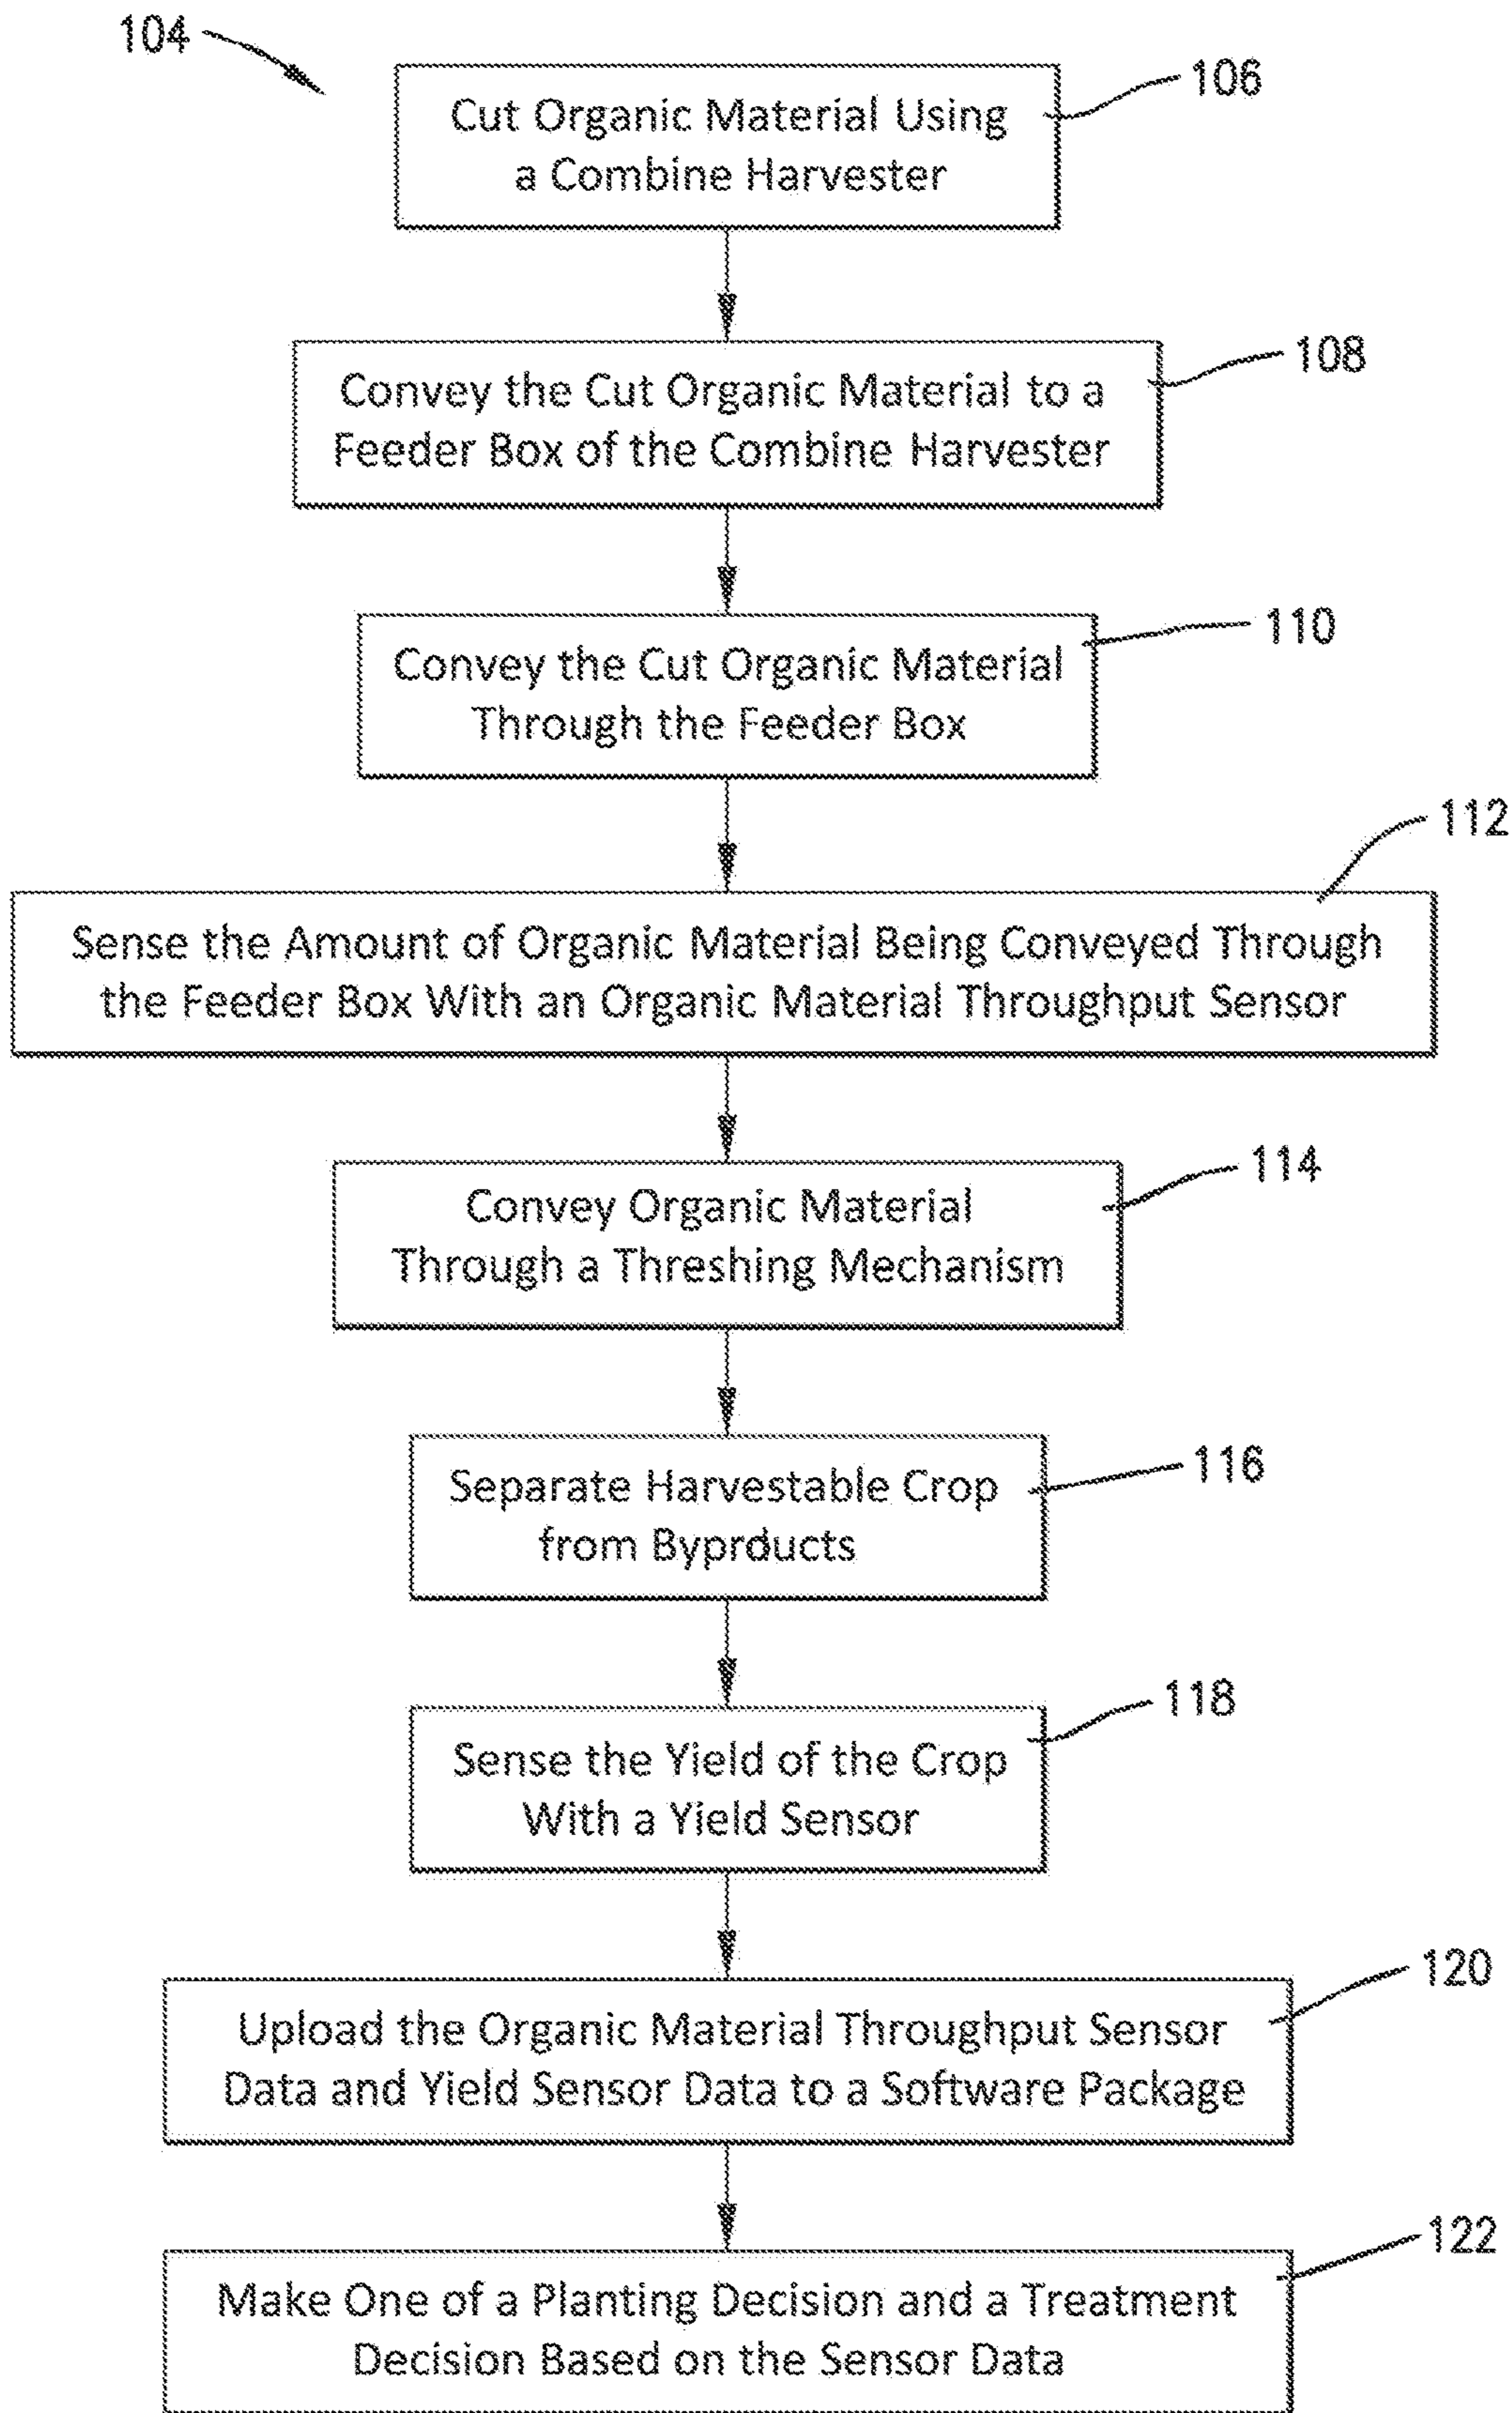 104
106
Cut Organic Material Using
a Combine Harvester
108
Convey the Cut Organic Material to a
Feeder Box of the Combine Harvester
110
Convey the Cut Organic Material
Through the Feeder Box
112
Sense the Amount of Organic Material Being Conveyed Through
the Feeder Box With an Organic Material Throughput Sensor
114
Convey Organic Material
Through a Threshing Mechanism
116
Separate Harvestable Crop
from Byprducts
118
Sense the Yield of the Crop
With a Yield Sensor
120
Upload the Organic Material Throughput Sensor
Data and Yield Sensor Data to a Software Package
122
Make One of a Planting Decision and a Treatment
Decision Based on the Sensor Data